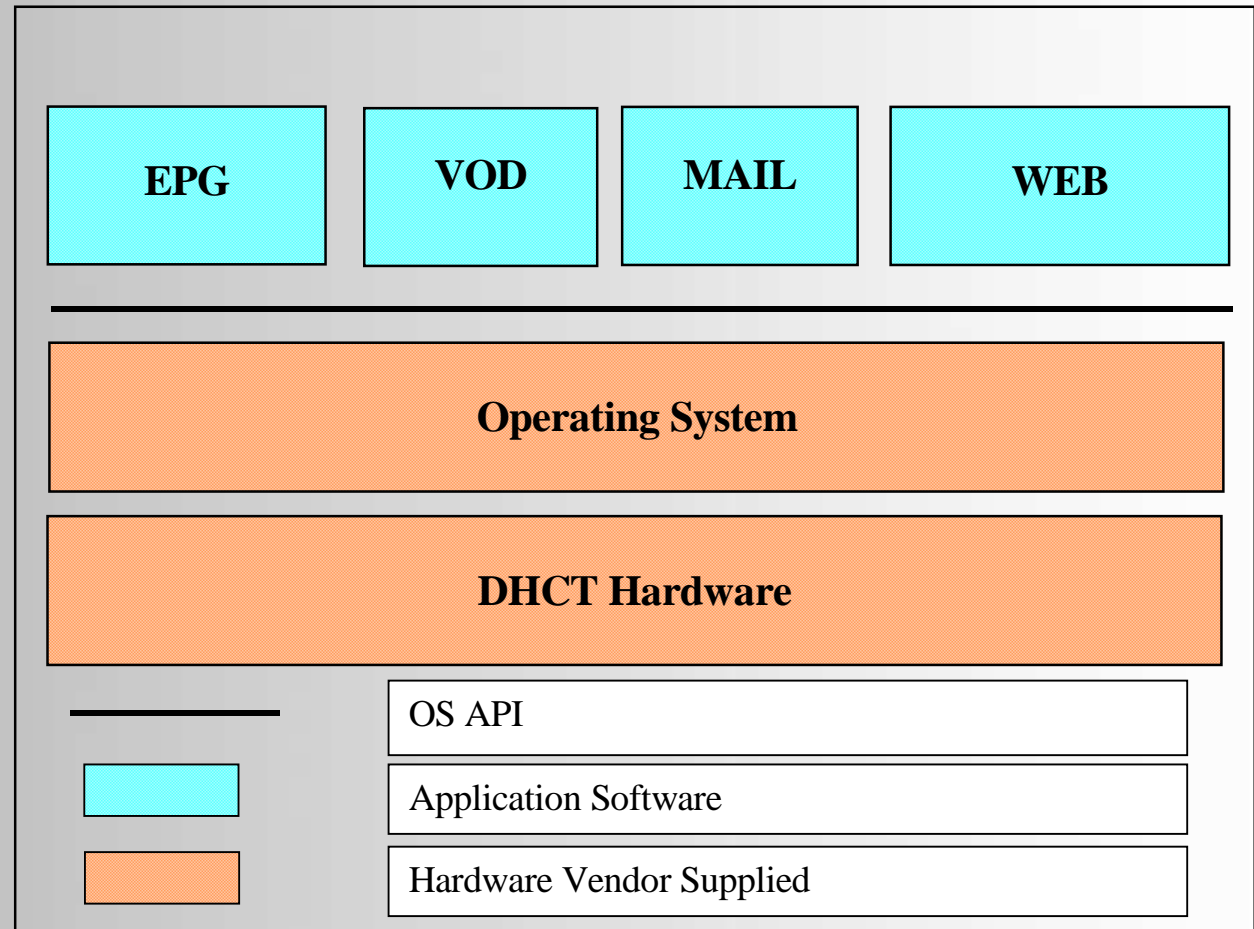 EPG
VOD
MAIL
WEB
Operating System
DHCT Hardware
OS API
Application Software
Hardware Vendor Supplied